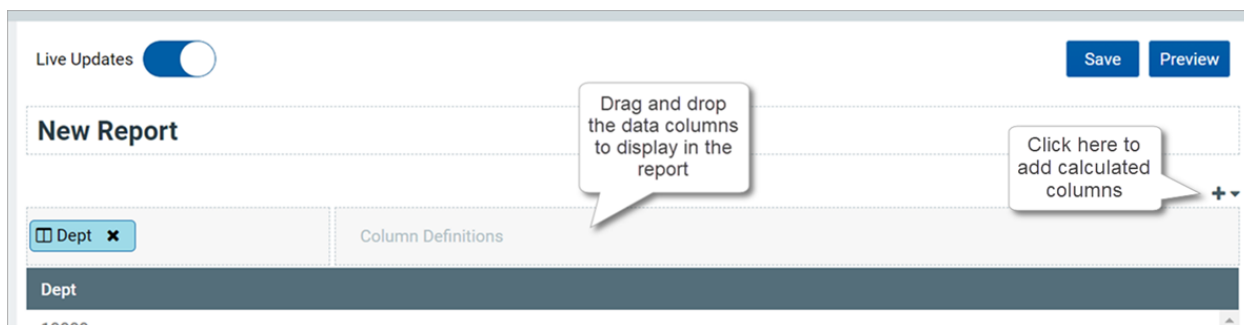 Live Updates
Save
Preview
Drag and drop
the data columns
to display in the
report
New Report
Click here to
add calculated
columns
Dept
Column Definitions
Dept